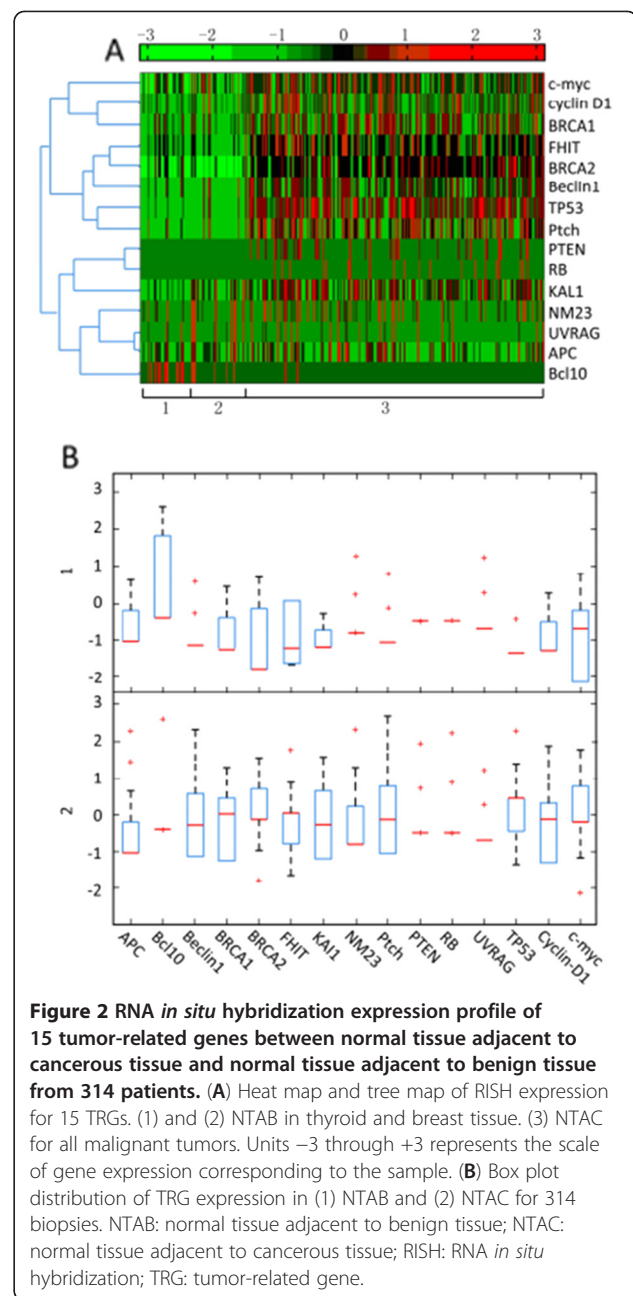 A
−3 −2 −1 0 1 2 3
c-myc
cyclin D1
BRCA1
FHIT
BRCA2
Beclin1
TP53
Ptch
PTEN
RB
KAL1
NM23
UVRAG
APC
Bcl10
1 2 3
B
3
2
1
0
-1
-2
1
3
2
1
0
-1
-2
2
APC Bcl10 Beclin1 BRCA1 BRCA2 FHIT KAI1 NM23 Ptch PTEN RB UVRAG TP53 Cyclin-D1 c-myc
Figure 2 RNA in situ hybridization expression profile of
15 tumor-related genes between normal tissue adjacent to
cancerous tissue and normal tissue adjacent to benign tissue
from 314 patients. (A) Heat map and tree map of RISH expression
for 15 TRGs. (1) and (2) NTAB in thyroid and breast tissue. (3) NTAC
for all malignant tumors. Units −3 through +3 represents the scale
of gene expression corresponding to the sample. (B) Box plot
distribution of TRG expression in (1) NTAB and (2) NTAC for 314
biopsies. NTAB: normal tissue adjacent to benign tissue; NTAC:
normal tissue adjacent to cancerous tissue; RISH: RNA in situ
hybridization; TRG: tumor-related gene.